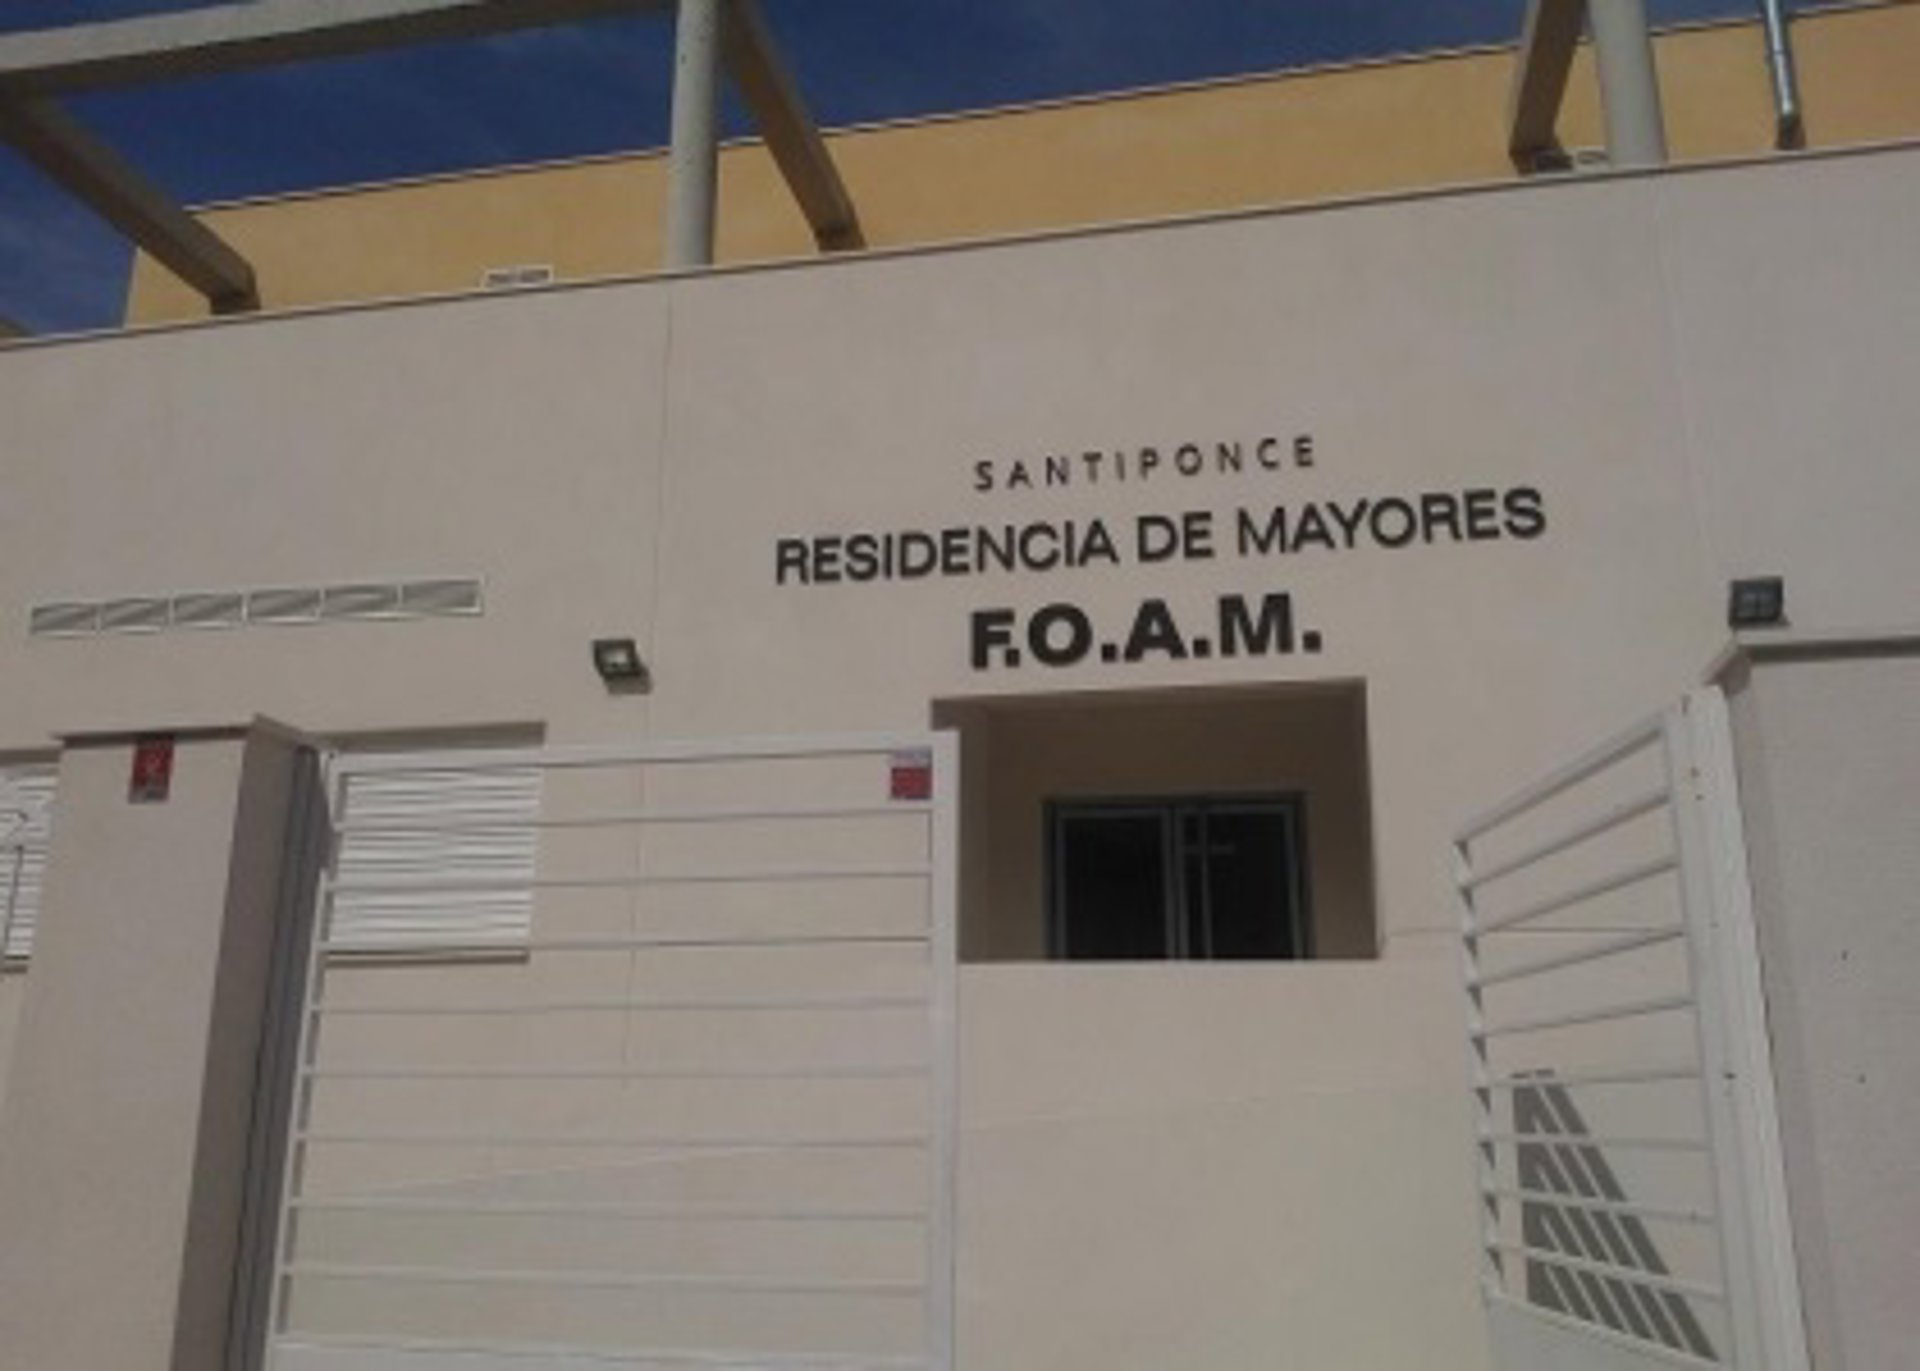 SANTIPONCE
RESIDENCIA DE MAYORES
F.O.A.M.